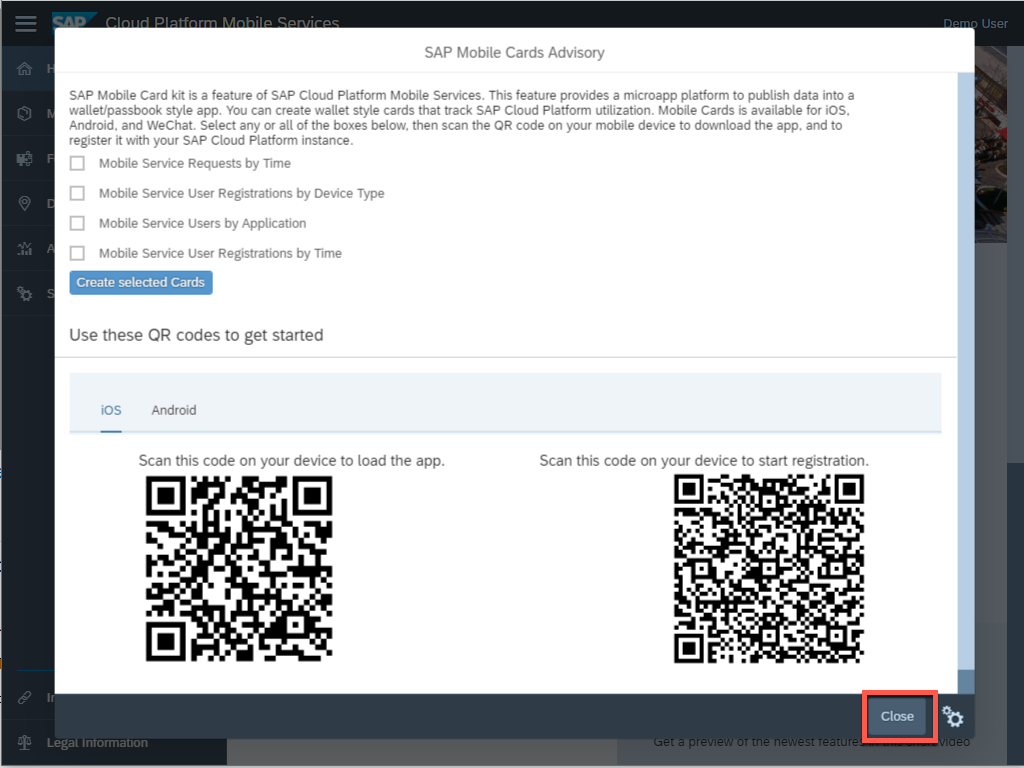 SAP Cloud Platform Mobile Services
Demo User
SAP Mobile Cards Advisory
SAP Mobile Card kit is a feature of SAP Cloud Platform Mobile Services. This feature provides a microapp platform to publish data into a
wallet/passbook style app. You can create wallet style cards that track SAP Cloud Platform utilization. Mobile Cards is available for iOS,
Android, and WeChat. Select any or all of the boxes below, then scan the QR code on your mobile device to download the app, and to
register it with your SAP Cloud Platform instance.
Mobile Service Requests by Time
Mobile Service User Registrations by Device Type
Mobile Service Users by Application
Mobile Service User Registrations by Time
Create selected Cards
Use these QR codes to get started
iOS
Android
Scan this code on your device to load the app.
Scan this code on your device to start registration.
Close
Legal Information
Get a preview of the newest features in this short video